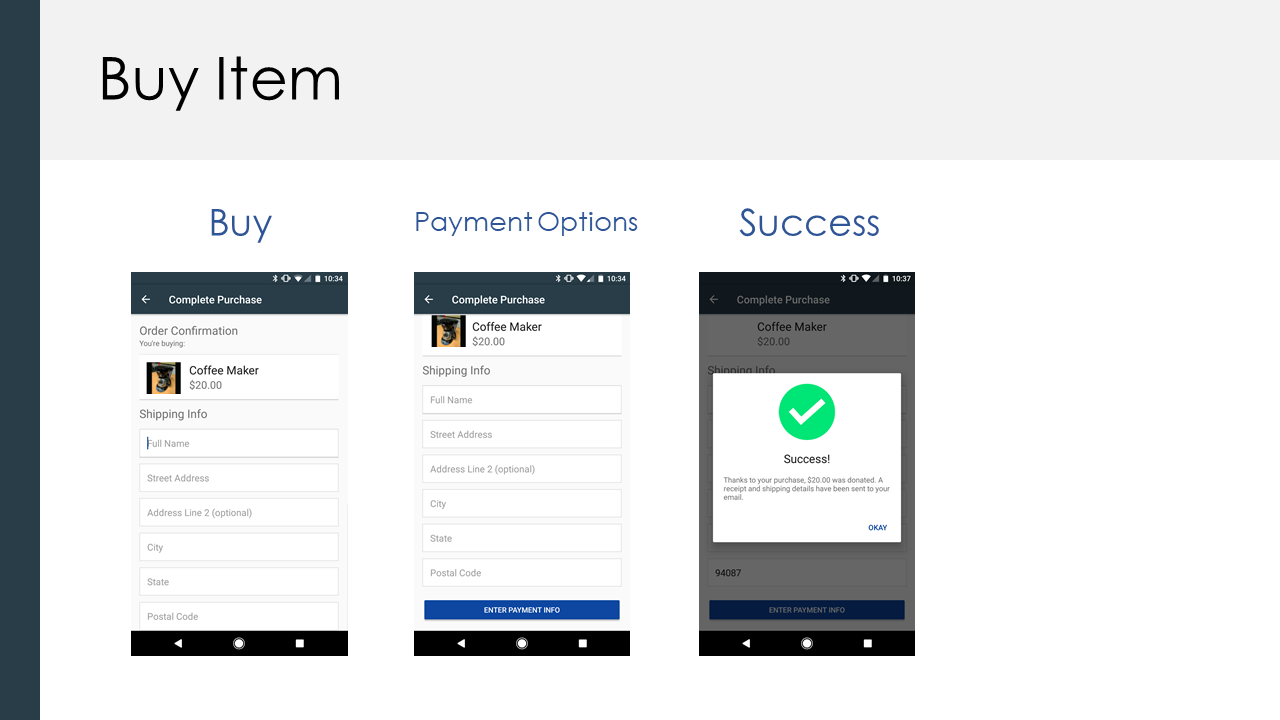 Buy Item
Buy
10:34
Complete Purchase
Order Confirmation
You're buying:
Coffee Maker
$20.00
Shipping Info
Full Name
Street Address
Address Line 2 (optional)
City
State
Postal Code
Payment Options
10:34
Complete Purchase
Coffee Maker
$20.00
Shipping Info
Full Name
Street Address
Address Line 2 (optional)
City
State
Postal Code
ENTER PAYMENT INFO
Success
10:37
Complete Purchase
Coffee Maker
$20.00
Shipping Info
Success!
Thanks to your purchase, $20.00 was donated. A
receipt and shipping details have been sent to your
email.
OKAY
94087
ENTER PAYMENT INFO